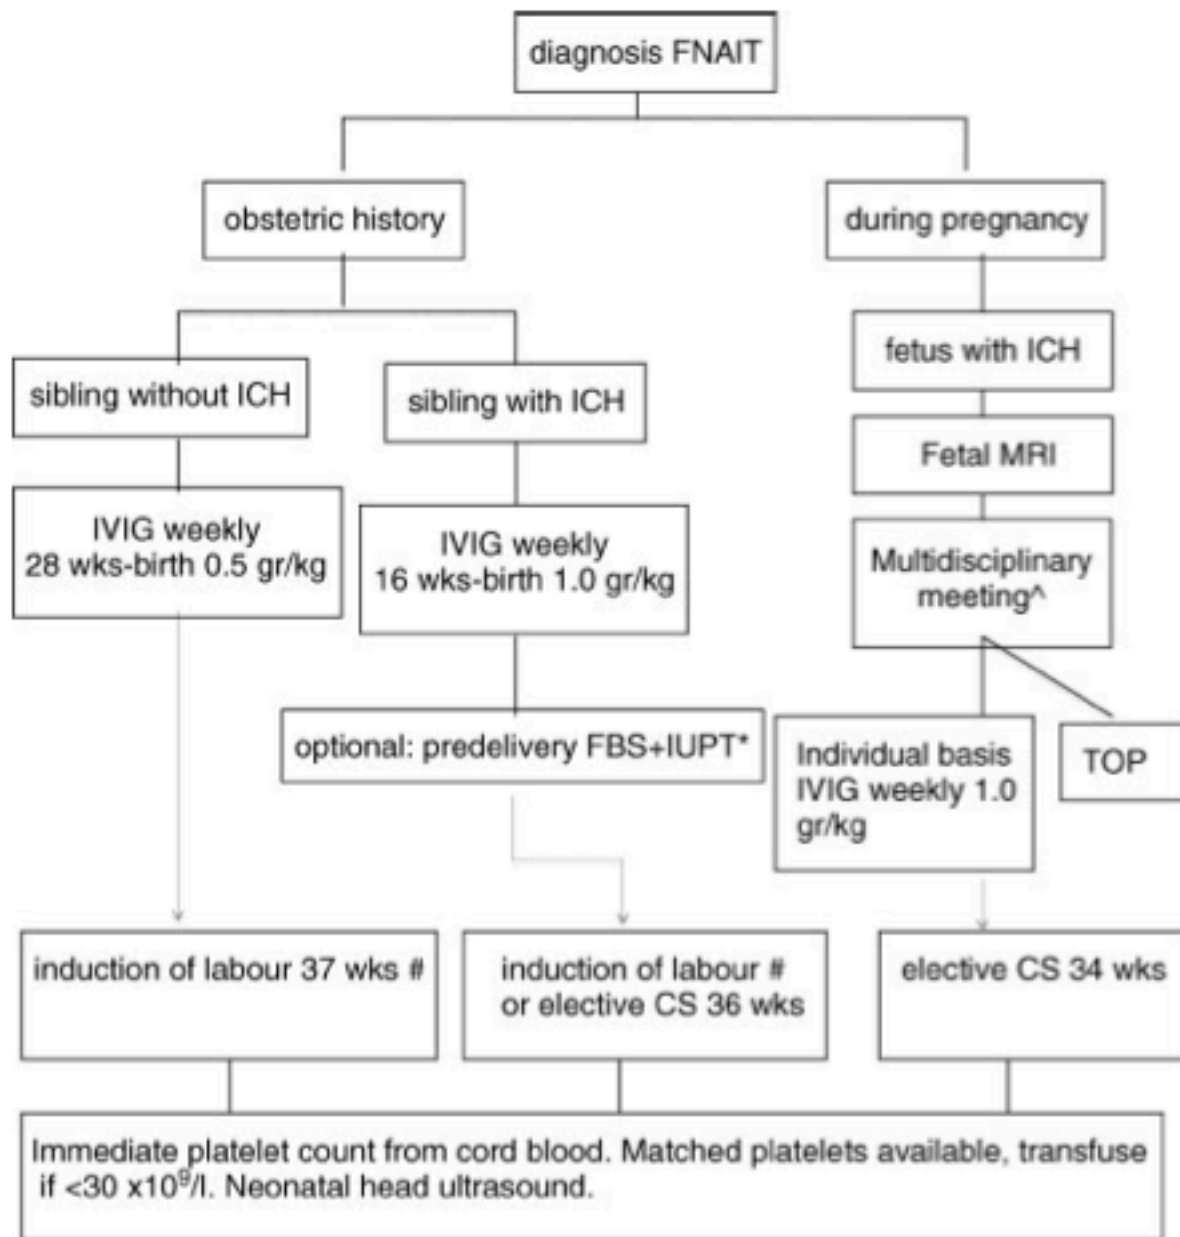 diagnosis FNAIT
obstetric history
during pregnancy
sibling without ICH
sibling with ICH
fetus with ICH
Fetal MRI
IVIG weekly
28 wks-birth 0.5 gr/kg
IVIG weekly
16 wks-birth 1.0 gr/kg
Multidisciplinary
meeting^
optional: predelivery FBS+IUPT*
Individual basis
IVIG weekly 1.0
gr/kg
TOP
induction of labour 37 wks #
induction of labour #
or elective CS 36 wks
elective CS 34 wks
Immediate platelet count from cord blood. Matched platelets available, transfuse
if <30 x10⁹/l. Neonatal head ultrasound.